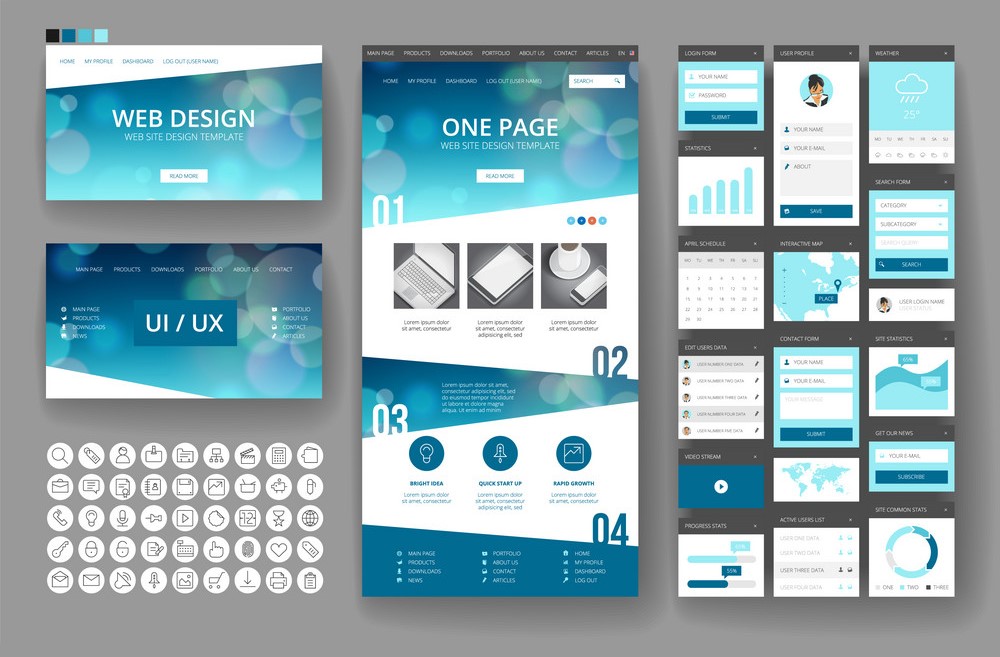 HOME MY PROFILE DASHBOARD LOG OUT (USER NAME)
WEB DESIGN
WEB SITE DESIGN TEMPLATE
READ MORE
MAIN PAGE PRODUCTS DOWNLOADS PORTFOLIO ABOUT US CONTACT
MAIN PAGE
PRODUCTS
DOWNLOADS
NEWS
UI / UX
PORTFOLIO
ABOUT US
CONTACT
ARTICLES
12
MAIN PAGE PRODUCTS DOWNLOADS PORTFOLIO ABOUT US CONTACT ARTICLES EN
HOME MY PROFILE DASHBOARD LOG OUT (USER NAME) SEARCH
ONE PAGE
WEB SITE DESIGN TEMPLATE
READ MORE
01
Lorem ipsum dolor
sit amet, consectetur
Lorem ipsum dolor
sit amet, consectetur
adipiscing elit, sed
Lorem ipsum dolor
sit amet, consectetur
02
Lorem ipsum dolor sit
amet, consectetur
adipiscing elit, sed
do eiusmod tempor
incididunt ut labore
et dolore magna
aliqua. Ut enim ad minim
03
BRIGHT IDEA
Lorem ipsum dolor
sit amet, consectetur
QUICK START UP
Lorem ipsum dolor
sit amet, consectetur
adipiscing elit, sed
RAPID GROWTH
Lorem ipsum dolor
sit amet, consectetur
04
MAIN PAGE
PRODUCTS
DOWNLOADS
NEWS
PORTFOLIO
ABOUT US
CONTACT
ARTICLES
HOME
MY PROFILE
DASHBOARD
LOG OUT
LOGIN FORM
YOUR NAME
PASSWORD
SUBMIT
STATISTICS
APRIL SCHEDULE
MO TU WE TH FR SA SU
1 2 3 4 5 6 7
8 9 10 11 12 13 14
15 16 17 18 19 20 21
22 23 24 25 26 27 28
29 30
EDIT USERS DATA
USER NUMBER ONE DATA
USER NUMBER TWO DATA
USER NUMBER THREE DATA
USER NUMBER FOUR DATA
USER NUMBER FIVE DATA
VIDEO STREAM
PROGRESS STATS
55%
USER PROFILE
YOUR NAME
YOUR E-MAIL
ABOUT
SAVE
INTERACTIVE MAP
PLACE
CONTACT FORM
YOUR NAME
YOUR E-MAIL
YOUR MESSAGE
SUBMIT
ACTIVE USERS LIST
USER ONE DATA
USER TWO DATA
USER THREE DATA
USER FOUR DATA
WEATHER
25°
MO TU WE TH FR SA SU
SEARCH FORM
CATEGORY
SUBCATEGORY
SEARCH QUERY
SEARCH
USER LOGIN NAME
USER STATUS
SITE STATISTICS
65%
GET OUR NEWS
YOUR E-MAIL
SUBSCRIBE
SITE COMMON STATS
ONE TWO THREE